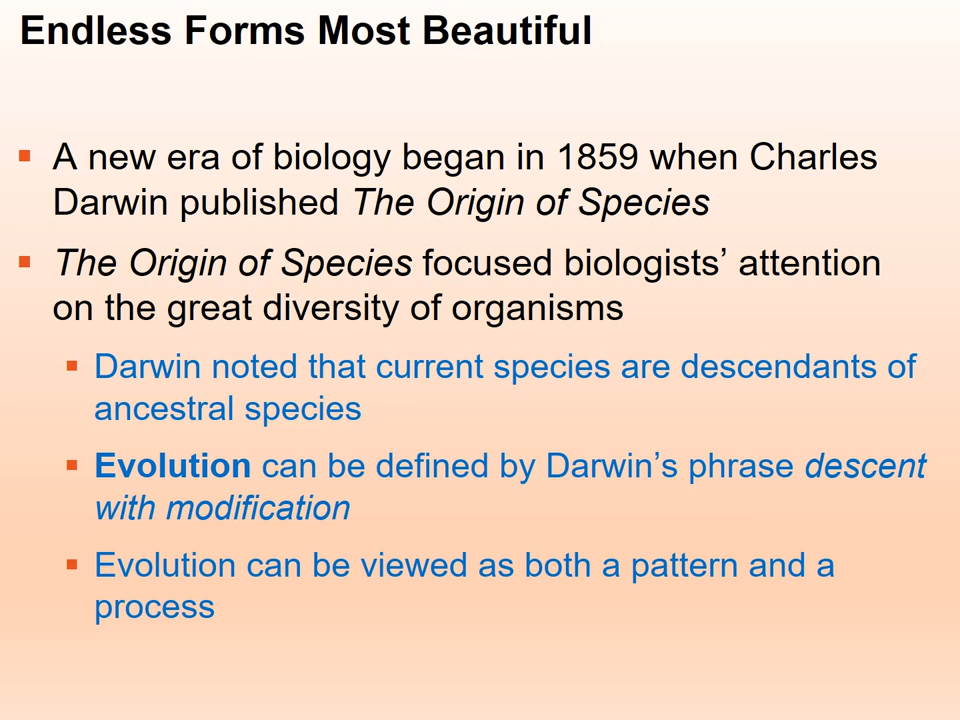 Endless Forms Most Beautiful
▪ A new era of biology began in 1859 when Charles
Darwin published The Origin of Species
▪ The Origin of Species focused biologists’ attention
on the great diversity of organisms
▪ Darwin noted that current species are descendants of
ancestral species
▪ Evolution can be defined by Darwin’s phrase descent
with modification
▪ Evolution can be viewed as both a pattern and a
process